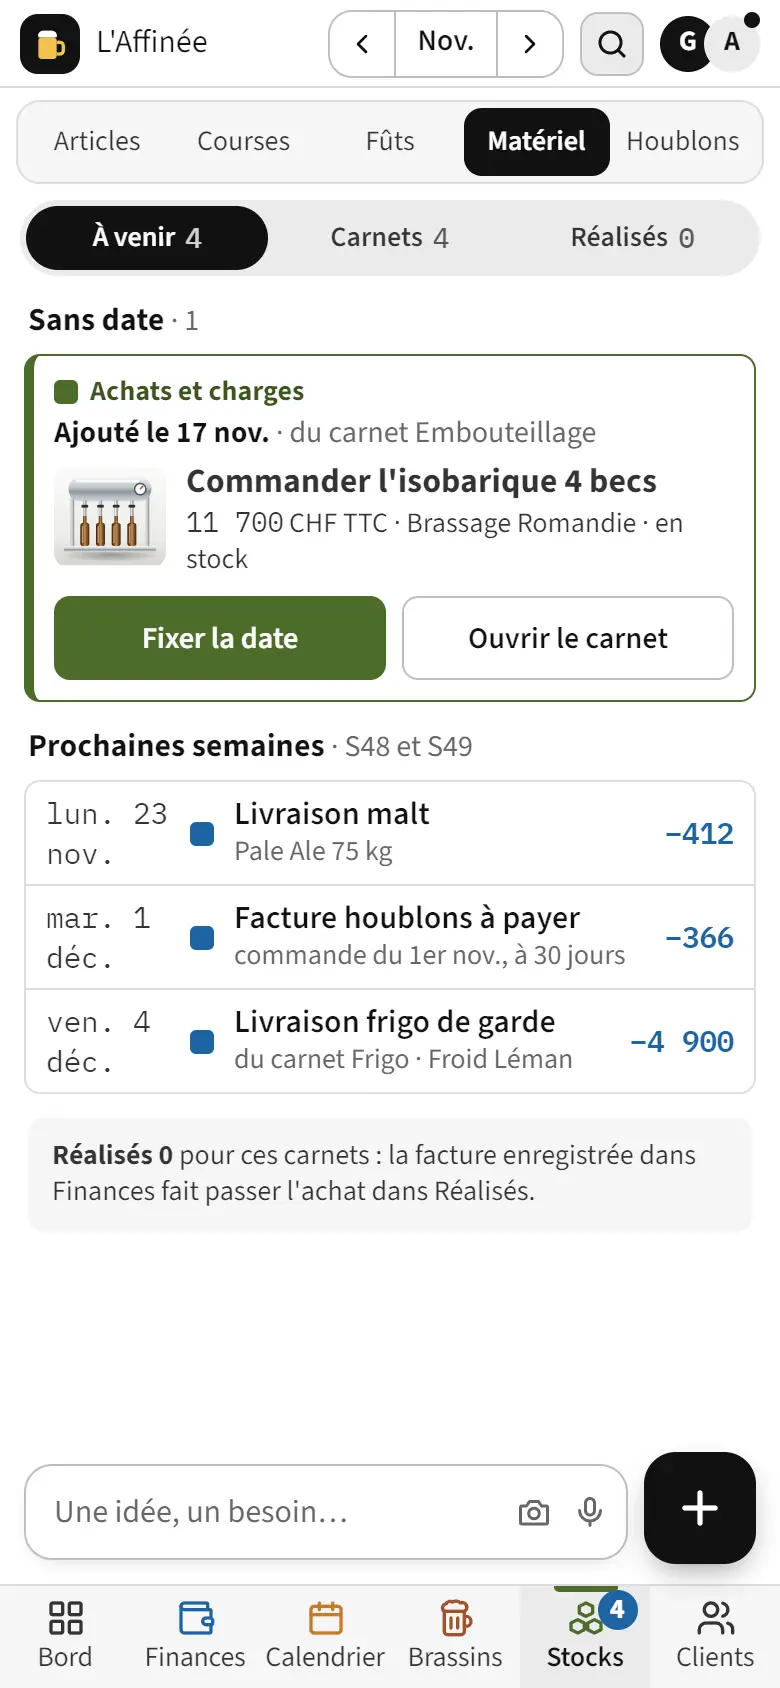 L'Affinée
Nov.
G
A
Articles
Courses
Fûts
Matériel
Houblons
À venir 4
Carnets 4
Réalisés 0
Sans date · 1
Achats et charges
Ajouté le 17 nov. · du carnet Embouteillage
Commander l'isobarique 4 becs
11 700 CHF TTC · Brassage Romandie · en
stock
Fixer la date
Ouvrir le carnet
Prochaines semaines · S48 et S49
lun. 23
nov.
Livraison malt
Pale Ale 75 kg
−412
mar. 1
déc.
Facture houblons à payer
commande du 1er nov., à 30 jours
−366
ven. 4
déc.
Livraison frigo de garde
du carnet Frigo · Froid Léman
−4 900
Réalisés 0 pour ces carnets : la facture enregistrée dans
Finances fait passer l'achat dans Réalisés.
Une idée, un besoin…
4
Bord
Finances
Calendrier
Brassins
Stocks
Clients